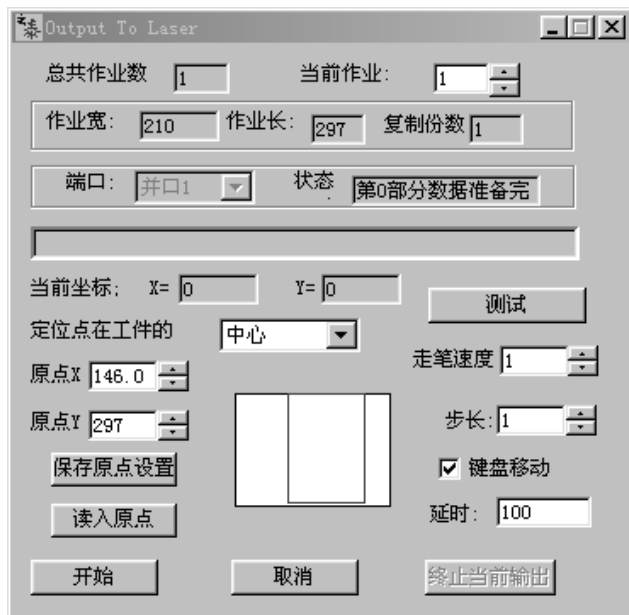 Output To Laser
总共作业数 1 当前作业: 1
作业宽: 210 作业长: 297 复制份数 1
端口: 并口1 状态: 第0部分数据准备完
当前坐标; X= 0 Y= 0
测试
定位点在工件的 中心
走笔速度 1
原点X 146.0
原点Y 297
步长: 1
保存原点设置
键盘移动
读入原点
延时: 100
开始 取消 终止当前输出